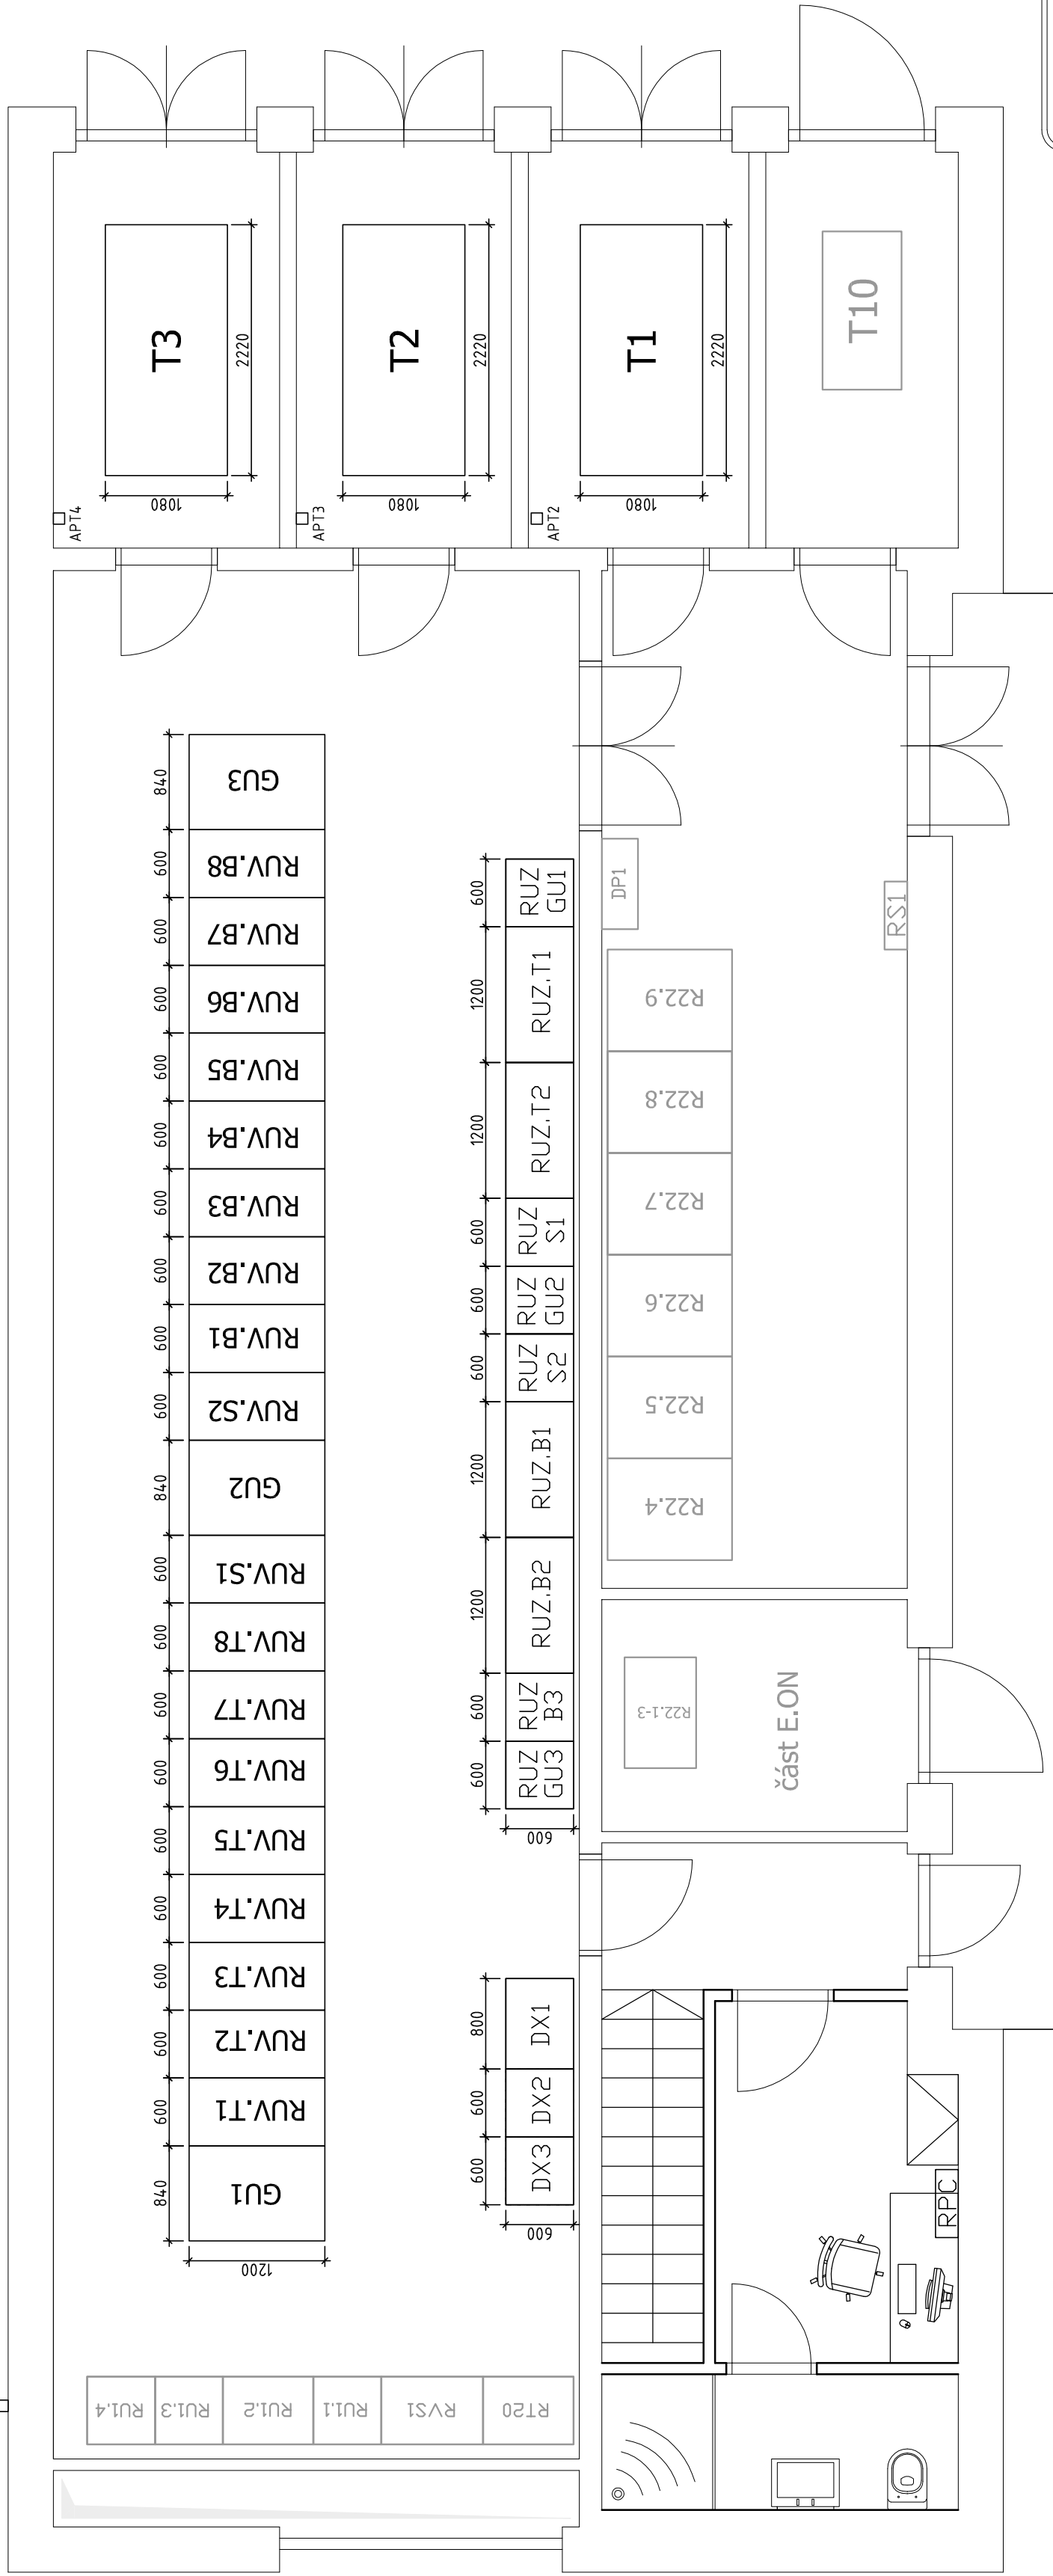 T3
2220
1080
APT4
T2
2220
1080
APT3
T1
2220
1080
APT2
T10
840
GU3
600
RUV.B8
600
RUV.B7
600
RUV.B6
600
RUV.B5
600
RUV.B4
600
RUV.B3
600
RUV.B2
600
RUV.B1
600
RUV.S2
840
GU2
600
RUV.S1
600
RUV.T8
600
RUV.T7
600
RUV.T6
600
RUV.T5
600
RUV.T4
600
RUV.T3
600
RUV.T2
600
RUV.T1
840
GU1
1200
600
RUZ
GU1
1200
RUZ.T1
1200
RUZ.T2
600
RUZ
S1
600
RUZ
GU2
600
RUZ
S2
1200
RUZ.B1
1200
RUZ.B2
600
RUZ
B3
600
RUZ
GU3
600
800
DX1
600
DX2
600
DX3
600
DP1
RS1
R22.9
R22.8
R22.7
R22.6
R22.5
R22.4
R22.1-3
část E.ON
RPC
RU1.4
RU1.3
RU1.2
RU1.1
RVS1
RT20